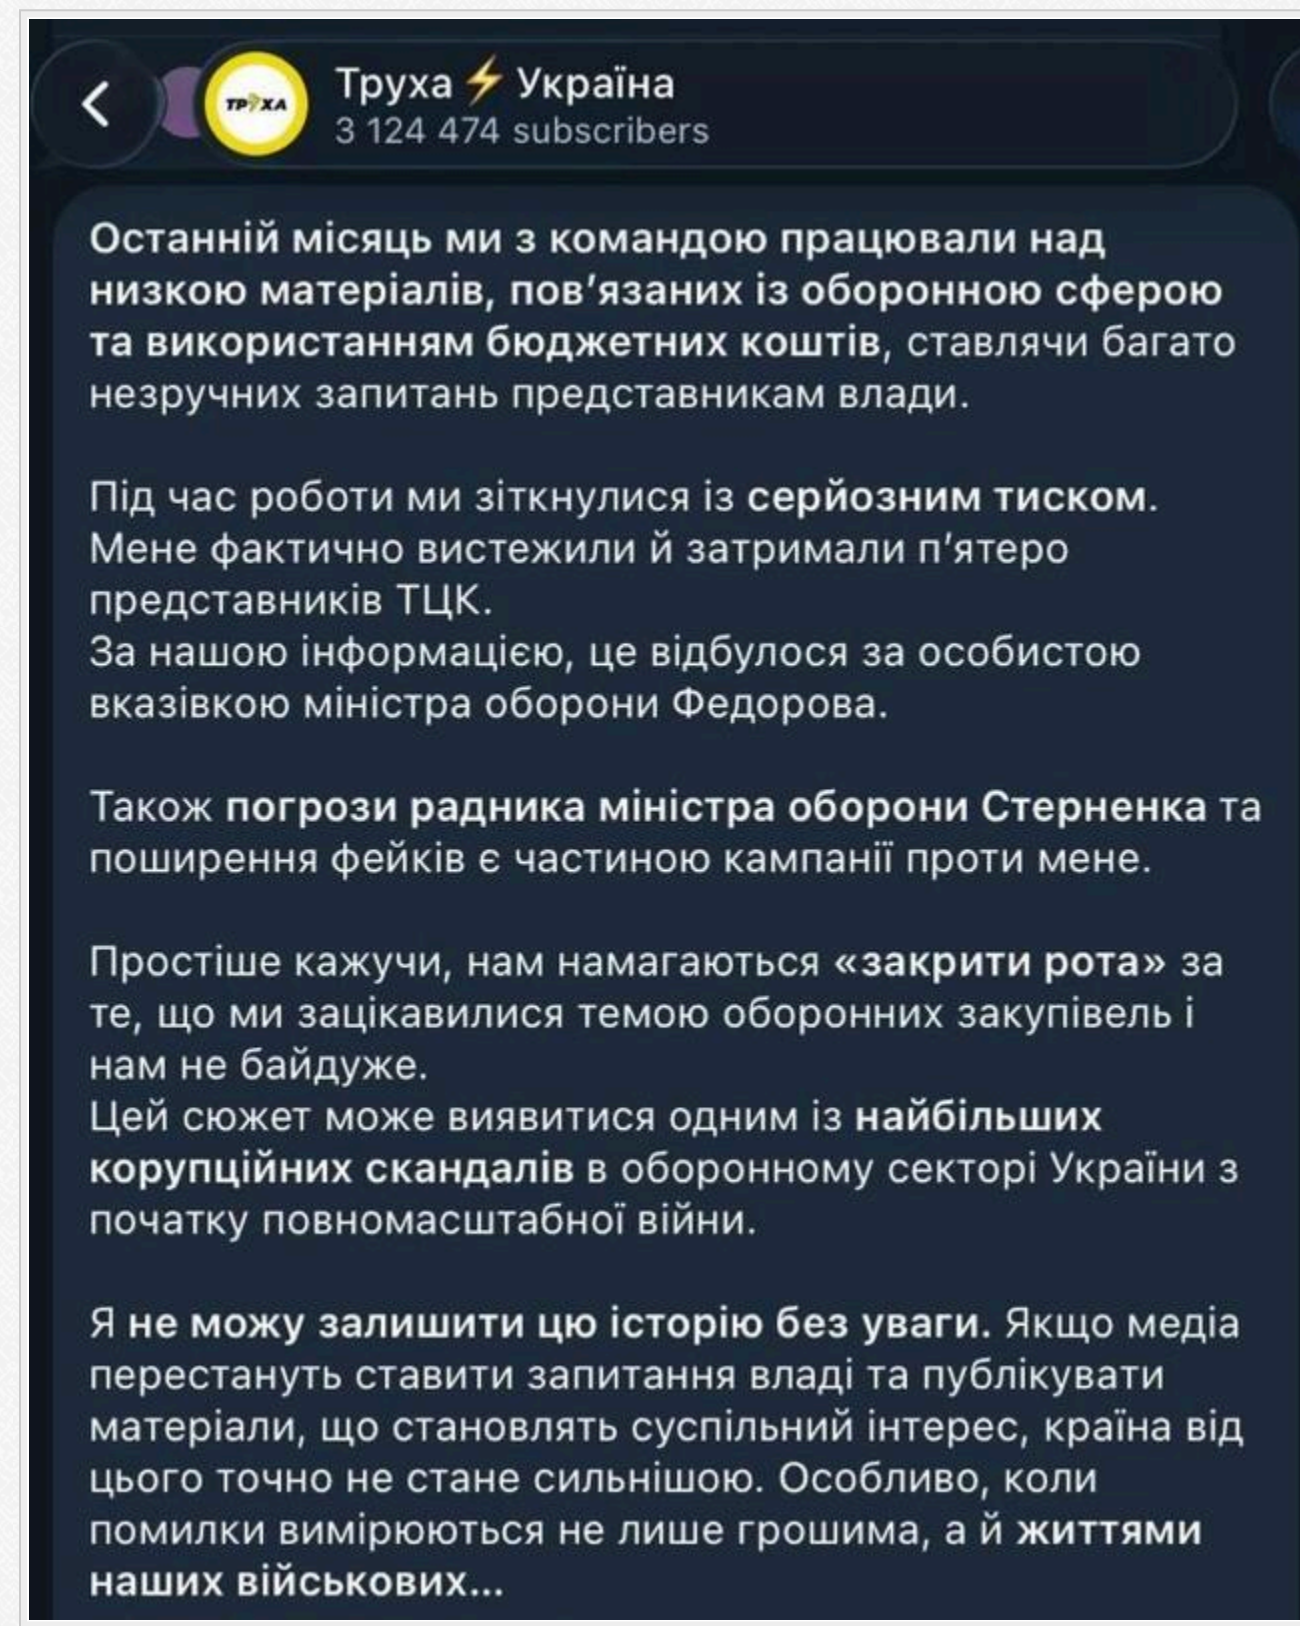 Труха⚡Україна
ТРУХА
3 124 474 subscribers
Останній місяць ми з командою працювали над
низкою матеріалів, пов’язаних із оборонною сферою
та використанням бюджетних коштів, ставлячи багато
незручних запитань представникам влади.
Під час роботи ми зіткнулися із серйозним тиском.
Мене фактично вистежили й затримали п’ятеро
представників ТЦК.
За нашою інформацією, це відбулося за особистою
вказівкою міністра оборони Федорова.
Також погрози радника міністра оборони Стерненка та
поширення фейків є частиною кампанії проти мене.
Простіше кажучи, нам намагаються «закрити рота» за
те, що ми зацікавилися темою оборонних закупівель і
нам не байдуже.
Цей сюжет може виявитися одним із найбільших
корупційних скандалів в оборонному секторі України з
початку повномасштабної війни.
Я не можу залишити цю історію без уваги. Якщо медіа
перестануть ставити запитання владі та публікувати
матеріали, що становлять суспільний інтерес, країна від
цього точно не стане сильнішою. Особливо, коли
помилки вимірюються не лише грошима, а й життями
наших військових...